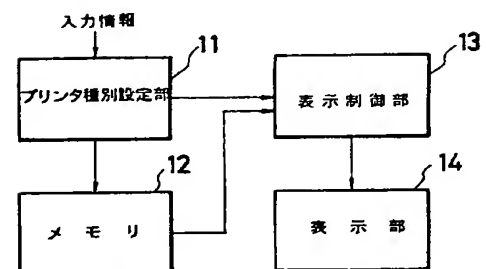 入力情報
11
プリンタ種別設定部
12
メモリ
13
表示制御部
14
表示部